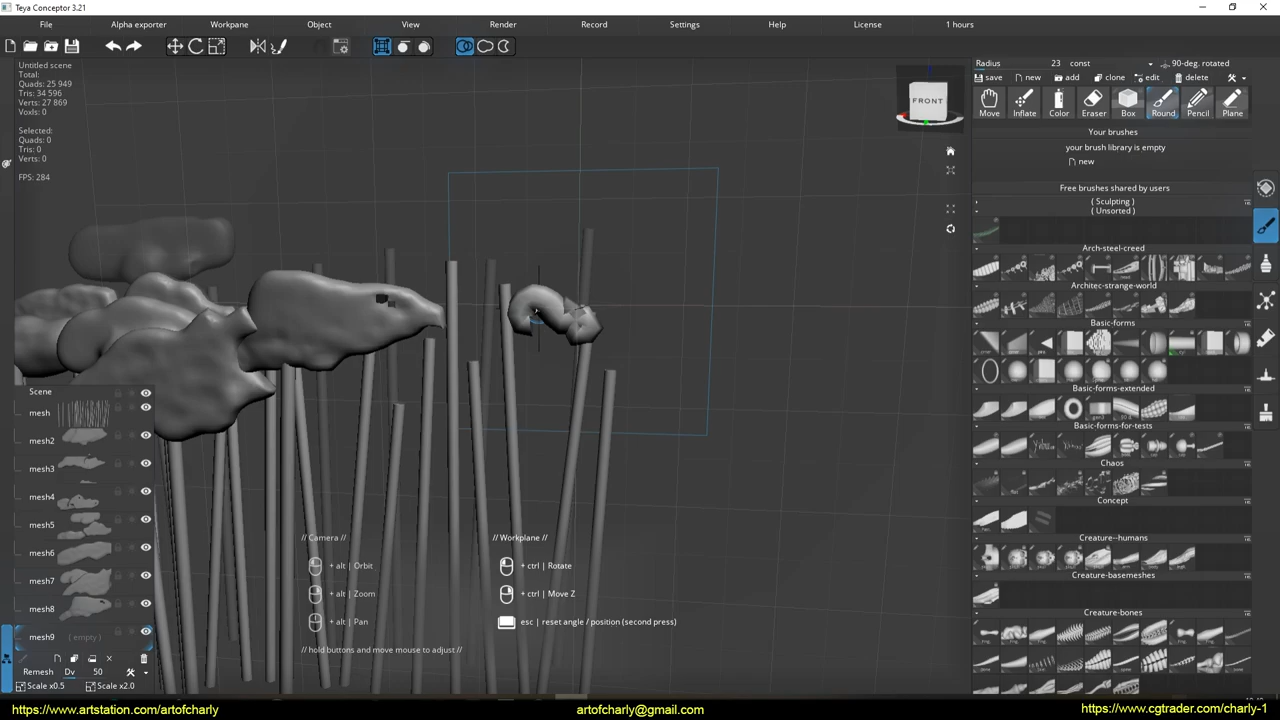 Teya Conceptor 3.21
File
Alpha exporter
Workpane
Object
View
Render
Record
Settings
Help
License
1 hours
Untitled scene
Total:
Quads: 25 949
Tris: 34 596
Verts: 27 869
Voxls: 0
Selected:
Quads: 0
Tris: 0
Verts: 0
FPS: 284
FRONT
Radius 23 const 90-deg. rotated
save new add clone edit delete
Move Inflate Color Eraser Box Round Pencil Plane
Your brushes
your brush library is empty
new
Free brushes shared by users
( Sculpting )
( Unsorted )
Arch-steel-creed
Architec-strange-world
Basic-forms
Basic-forms-extended
Basic-forms-for-tests
Chaos
Concept
Creature--humans
Creature-basemeshes
Creature-bones
Scene
mesh
mesh2
mesh3
mesh4
mesh5
mesh6
mesh7
mesh8
mesh9 ( empty )
Remesh Dv 50
Scale x0.5 Scale x2.0
// Camera //
+ alt | Orbit
+ alt | Zoom
+ alt | Pan
// Workplane //
+ ctrl | Rotate
+ ctrl | Move Z
esc | reset angle / position (second press)
// hold buttons and move mouse to adjust //
https://www.artstation.com/artofcharly
artofcharly@gmail.com
https://www.cgtrader.com/charly-1